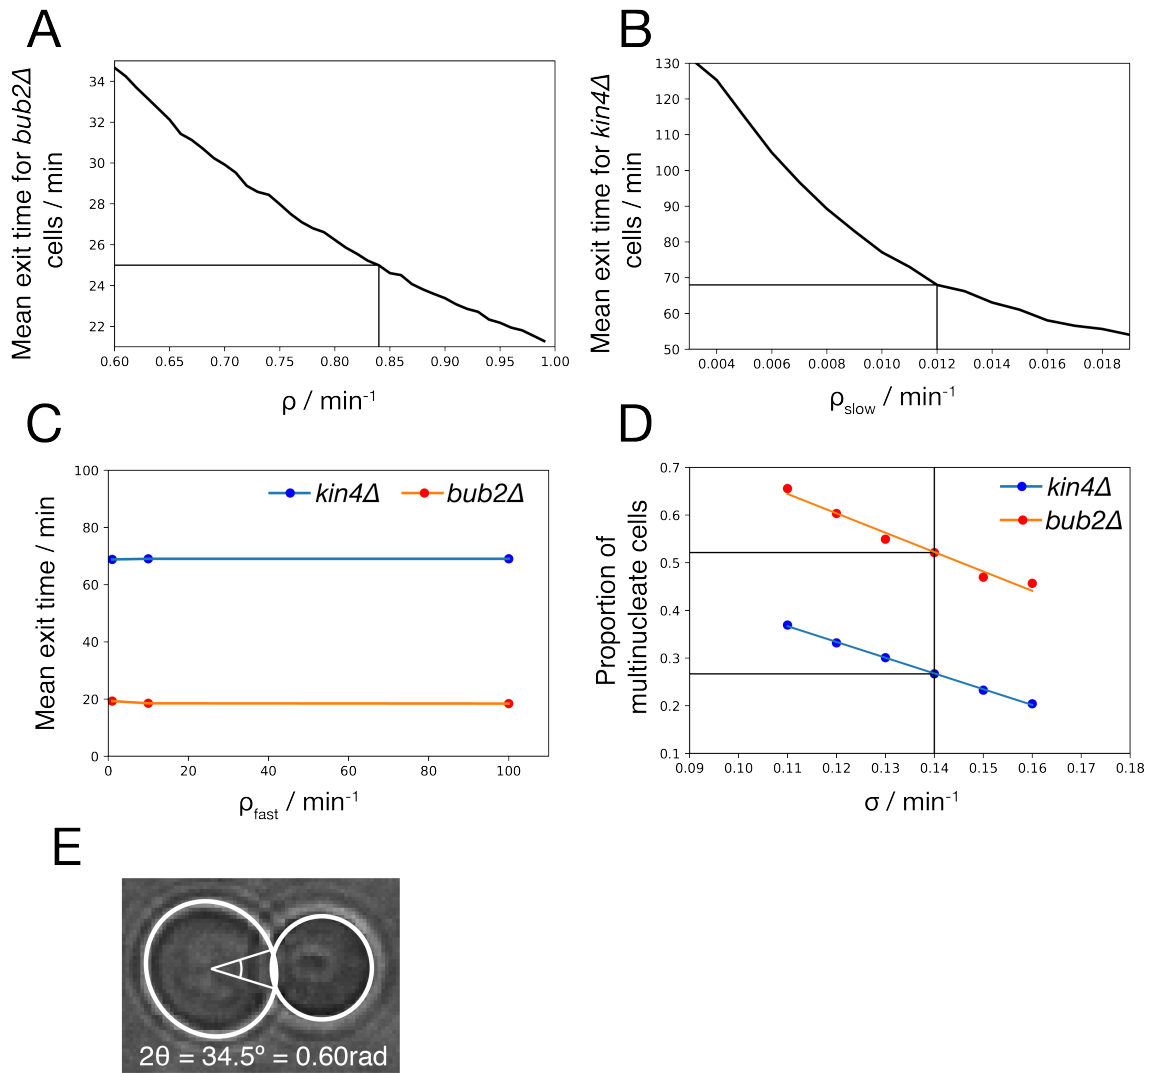 A
Mean exit time for bub2Δ
cells / min
34
32
30
28
26
24
22
0.60 0.65 0.70 0.75 0.80 0.85 0.90 0.95 1.00
ρ / min-1
B
Mean exit time for kin4Δ
cells / min
130
120
110
100
90
80
70
60
50
0.004 0.006 0.008 0.010 0.012 0.014 0.016 0.018
ρslow / min-1
C
Mean exit time / min
100
80
60
40
20
0
kin4Δ bub2Δ
0 20 40 60 80 100
ρfast / min-1
D
Proportion of
multinucleate cells
0.7
0.6
0.5
0.4
0.3
0.2
0.1
kin4Δ
bub2Δ
0.09 0.10 0.11 0.12 0.13 0.14 0.15 0.16 0.17 0.18
σ / min-1
E
2θ = 34.5º = 0.60rad